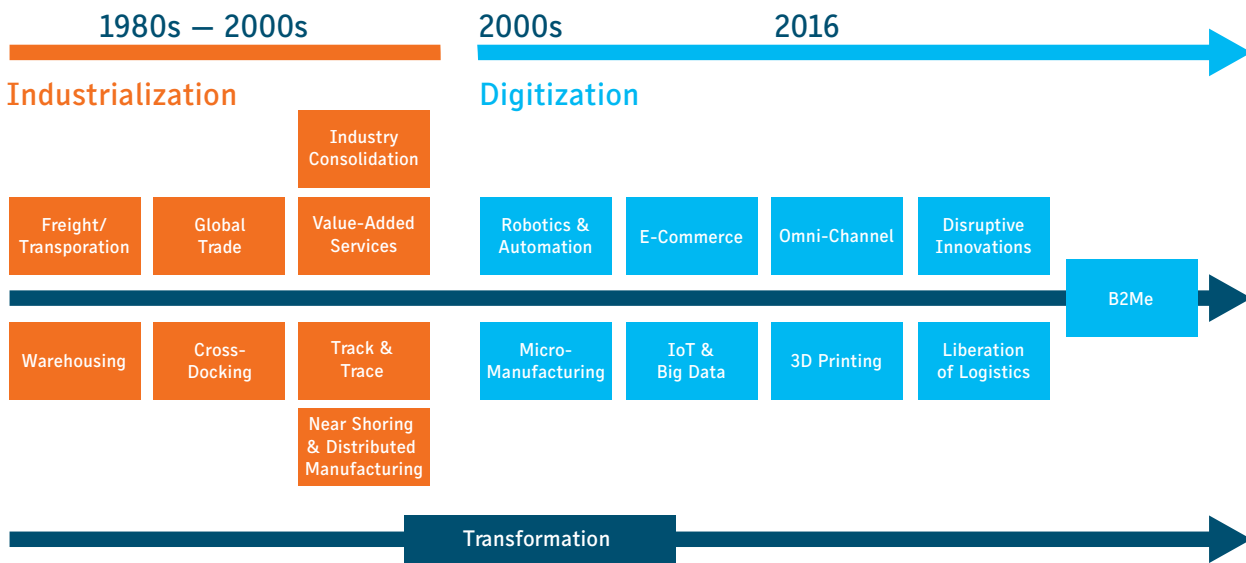 1980s — 2000s
2000s
2016
Industrialization
Digitization
Industry
Consolidation
Freight/
Transporation
Global
Trade
Value-Added
Services
Robotics &
Automation
E-Commerce
Omni-Channel
Disruptive
Innovations
B2Me
Warehousing
Cross-
Docking
Track &
Trace
Micro-
Manufacturing
IoT &
Big Data
3D Printing
Liberation
of Logistics
Near Shoring
& Distributed
Manufacturing
Transformation